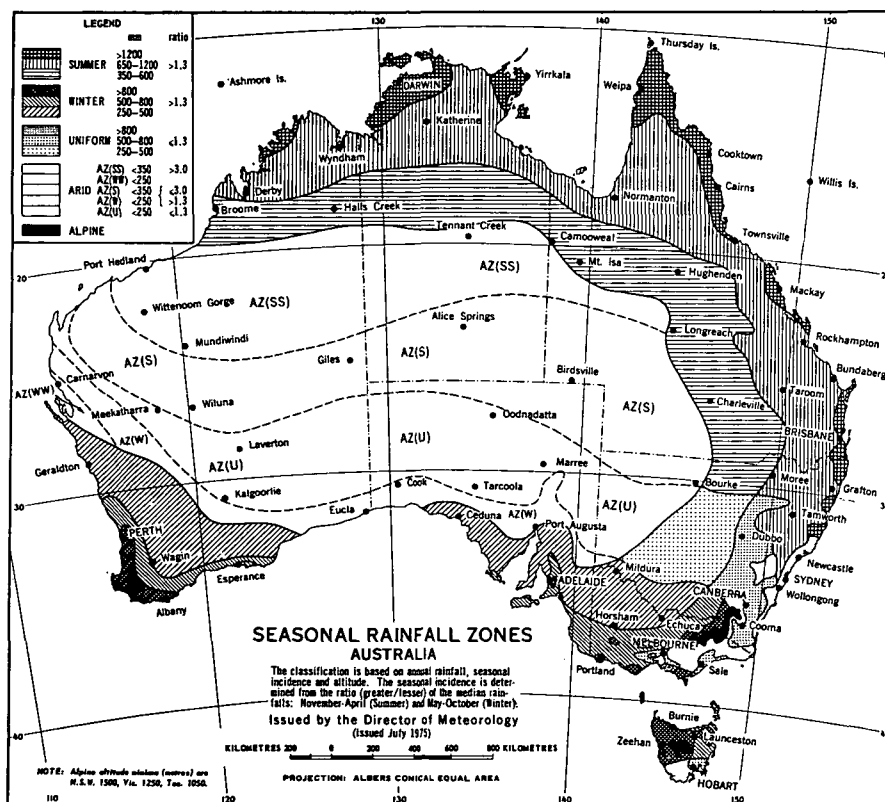 LEGEND
mm ratio
>1200
SUMMER 650-1200 >1.3
350-600
>800
WINTER 500-800 >1.3
250-500
>800
UNIFORM 500-800 <1.3
250-500
AZ(SS) <350 >3.0
AZ(WW) <250
ARID AZ(S) <350 { <3.0
AZ(W) <250 >1.3
AZ(U) <250 <1.3
ALPINE
130
140
150
Thursday Is.
Ashmore Is.
DARWIN
Yirrkala
Weipa
Katherine
Wyndham
Cooktown
Cairns
Willis Is.
Derby
Normanton
Broome
Halls Creek
Townsville
Tennant Creek
Camooweal
Port Hedland
Mt. Isa
Hughenden
20
20
AZ(SS)
AZ(SS)
Mackay
Wittenoom Gorge
Alice Springs
Longreach
Rockhampton
Mundiwindi
AZ(S)
Giles
AZ(S)
Birdsville
Bundaberg
Carnarvon
AZ(WW)
Taroom
Meekatharra
Wiluna
Oodnadatta
AZ(S)
Charleville
BRISBANE
AZ(W)
Laverton
AZ(U)
AZ(U)
Geraldton
Marree
Moree
Kalgoorlie
Cook
Tarcoola
Bourke
Grafton
30
Eucla
Ceduna
AZ(W)
AZ(U)
Tamworth
30
Port Augusta
PERTH
Dubbo
Wagin
Mildura
Newcastle
Esperance
ADELAIDE
CANBERRA
SYDNEY
Wollongong
Albany
Horsham
Echuca
Cooma
MELBOURNE
Portland
Sale
SEASONAL RAINFALL ZONES
AUSTRALIA
The classification is based on annual rainfall, seasonal
incidence and altitude. The seasonal incidence is deter-
mined from the ratio (greater/lesser) of the median rain-
falls: November-April (Summer) and May-October (Winter).
Issued by the Director of Meteorology
(Issued July 1975)
KILOMETRES 200 0 200 400 600 800 KILOMETRES
PROJECTION: ALBERS CONICAL EQUAL AREA
Burnie
Zeehan
Launceston
HOBART
40
NOTE: Alpine altitude minima (metres) are
N.S.W. 1500, Vic. 1250, Tas. 1050.
110
120
130
140
150